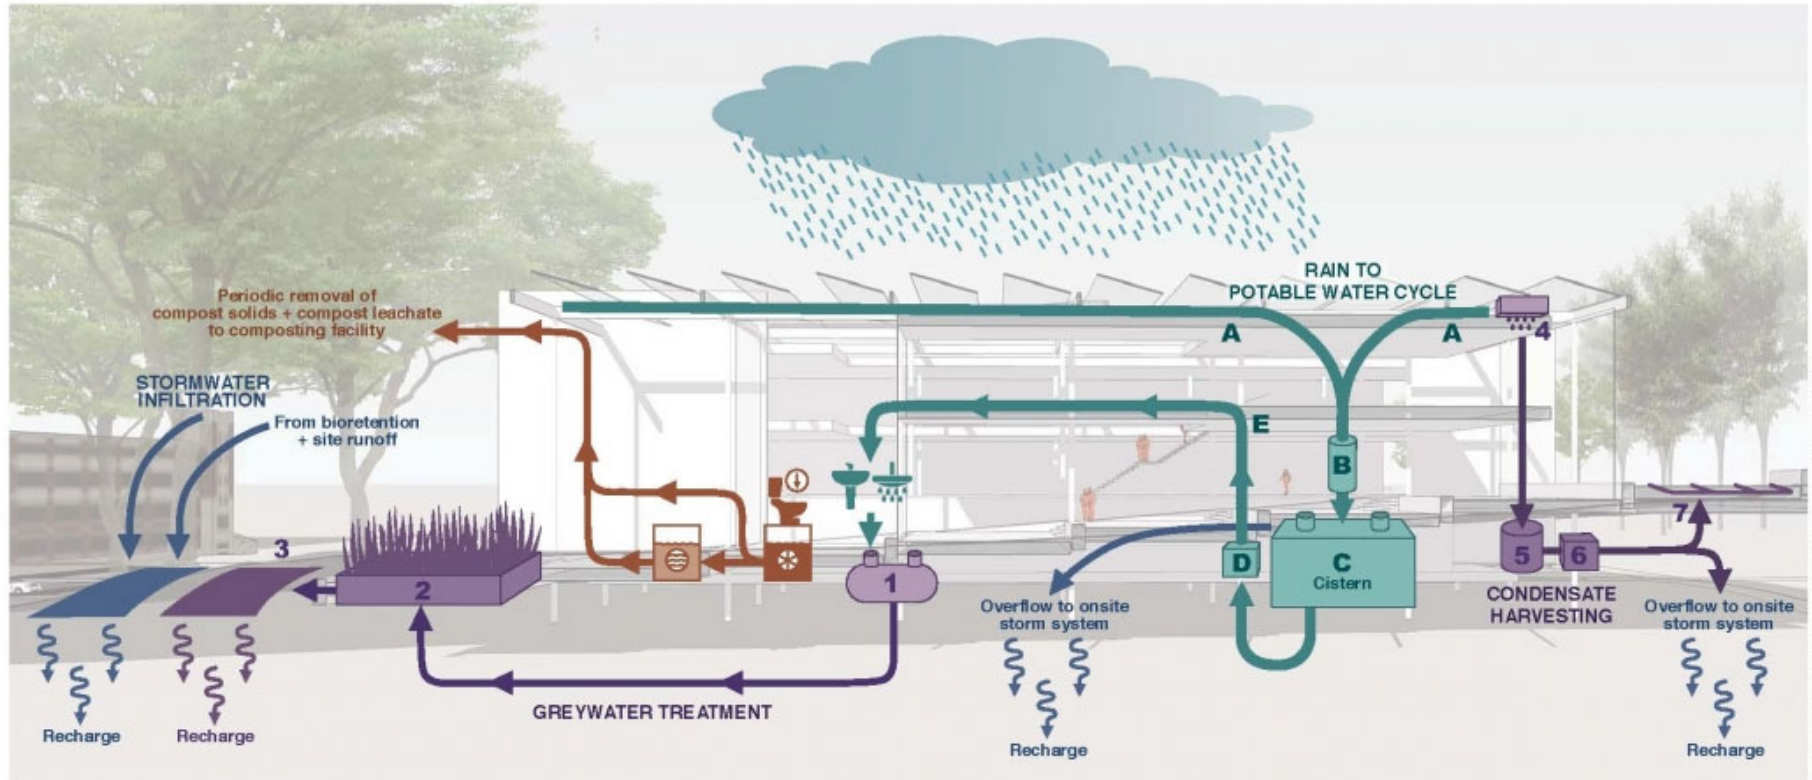 RAIN TO
POTABLE WATER CYCLE
A
A
4
Periodic removal of
compost solids + compost leachate
to composting facility
STORMWATER
INFILTRATION
From bioretention
+ site runoff
E
B
7
3
2
1
D
C
Cistern
5
6
CONDENSATE
HARVESTING
Overflow to onsite
storm system
Overflow to onsite
storm system
GREYWATER TREATMENT
Recharge
Recharge
Recharge
Recharge